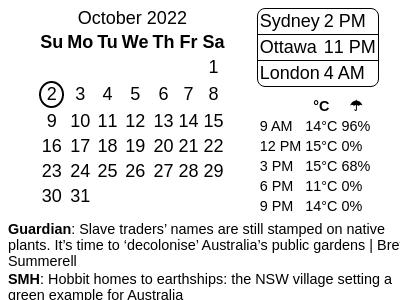 October 2022
Su Mo Tu We Th Fr Sa
1
2 3 4 5 6 7 8
9 10 11 12 13 14 15
16 17 18 19 20 21 22
23 24 25 26 27 28 29
30 31
Sydney 2 PM
Ottawa 11 PM
London 4 AM
°C ☂
9 AM 14°C 96%
12 PM 15°C 0%
3 PM 15°C 68%
6 PM 11°C 0%
9 PM 14°C 0%
Guardian: Slave traders’ names are still stamped on native
plants. It’s time to ‘decolonise’ Australia’s public gardens | Bre
Summerell
SMH: Hobbit homes to earthships: the NSW village setting a
green example for Australia